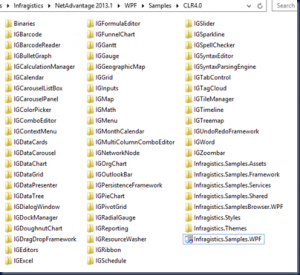 Infragistics ▸ NetAdvantage 2013.1 ▸ WPF ▸ Samples ▸ CLR4.0
Binaries
IGBarcode
IGBarcodeReader
IGBulletGraph
IGCalculationManager
IGCalendar
IGCarouselListBox
IGCarouselPanel
IGColorPicker
IGComboEditor
IGContextMenu
IGDataCards
IGDataCarousel
IGDataChart
IGDataGrid
IGDataPresenter
IGDataTree
IGDialogWindow
IGDockManager
IGDoughnutChart
IGDragDropFramework
IGEditors
IGExcel
IGFormulaEditor
IGFunnelChart
IGGantt
IGGauge
IGGeographicMap
IGGrid
IGInputs
IGMap
IGMath
IGMenu
IGMonthCalendar
IGMultiColumnComboEditor
IGNetworkNode
IGOrgChart
IGOutlookBar
IGPersistenceFramework
IGPieChart
IGPivotGrid
IGRadialGauge
IGReporting
IGResourceWasher
IGRibbon
IGSchedule
IGSlider
IGSparkline
IGSpellChecker
IGSyntaxEditor
IGSyntaxParsingEngine
IGTabControl
IGTagCloud
IGTileManager
IGTimeline
IGTreemap
IGUndoRedoFramework
IGWord
IGZoombar
Infragistics.Samples.Assets
Infragistics.Samples.Framework
Infragistics.Samples.Services
Infragistics.Samples.Shared
Infragistics.SamplesBrowser.WPF
Infragistics.Styles
Infragistics.Themes
Infragistics.Samples.WPF